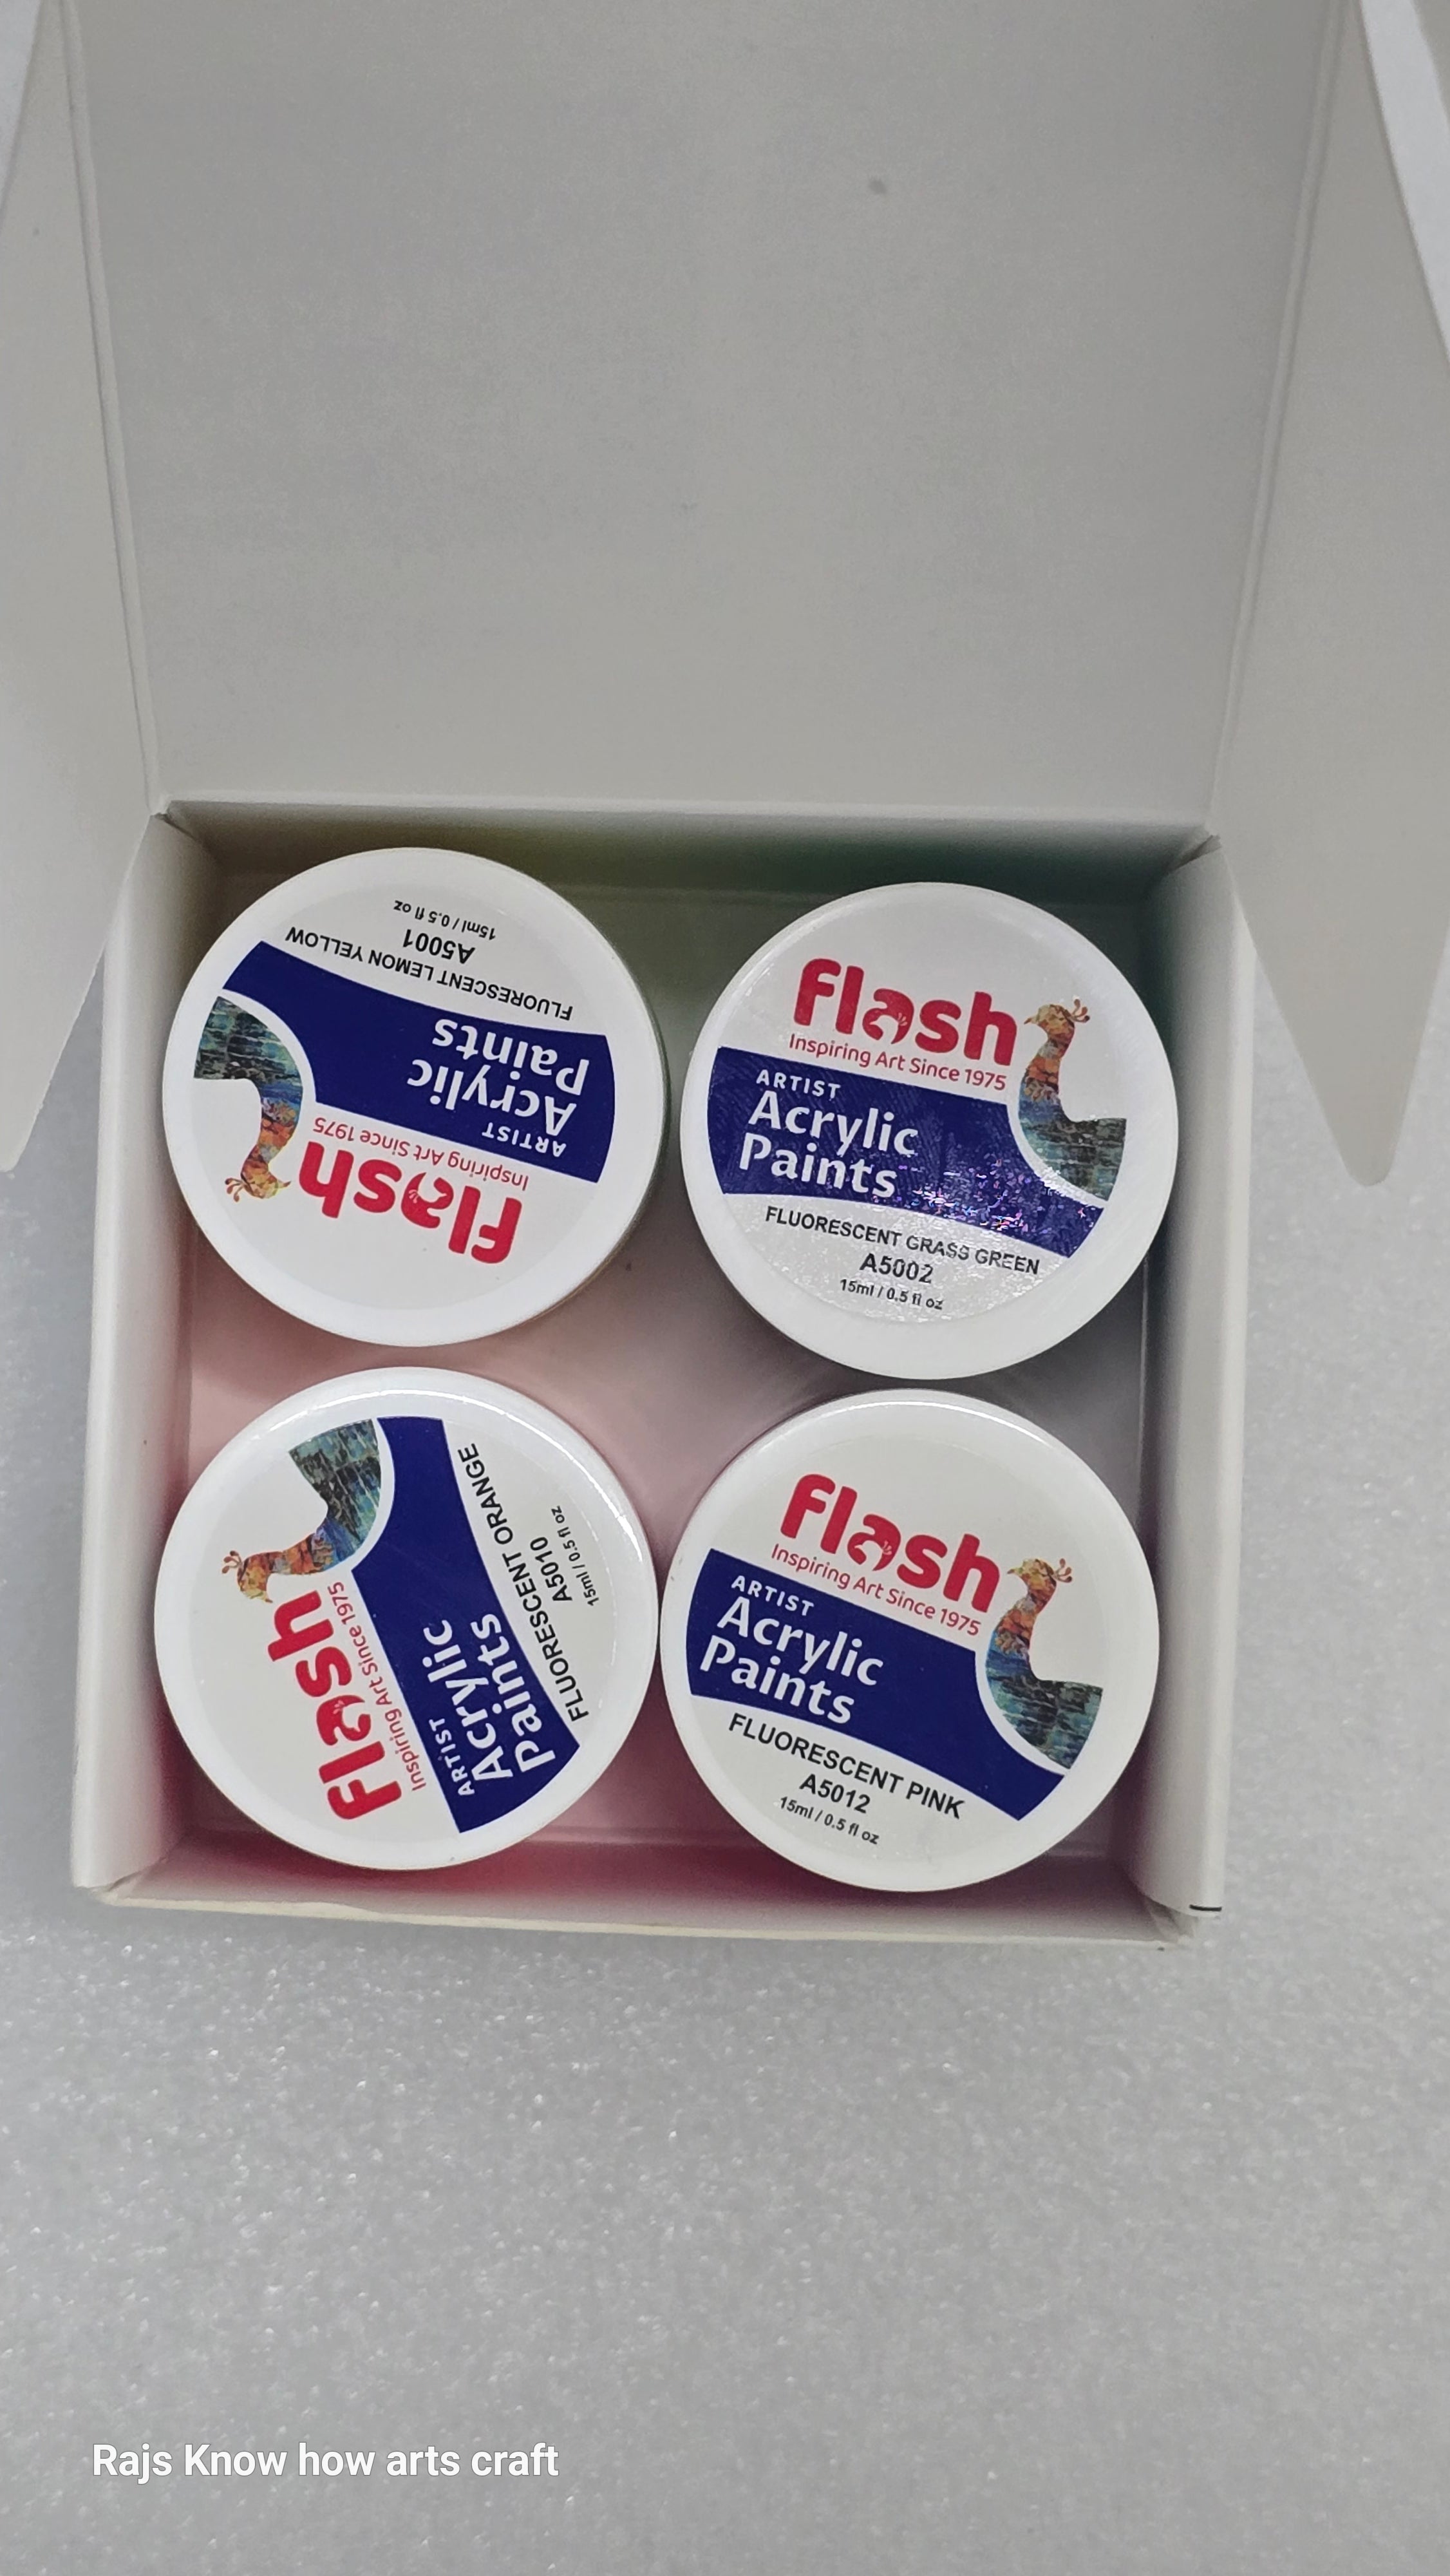 FLUORESCENT LEMON YELLOW
A5001
15ml / 0.5 fl oz
flash
Inspiring Art Since 1975
ARTIST
Acrylic
Paints
flash
Inspiring Art Since 1975
ARTIST
Acrylic
Paints
FLUORESCENT GRASS GREEN
A5002
15ml / 0.5 fl oz
flash
Inspiring Art Since 1975
ARTIST
Acrylic
Paints
FLUORESCENT ORANGE
A5010
15ml / 0.5 fl oz
flash
Inspiring Art Since 1975
ARTIST
Acrylic
Paints
FLUORESCENT PINK
A5012
15ml / 0.5 fl oz
Rajs Know how arts craft